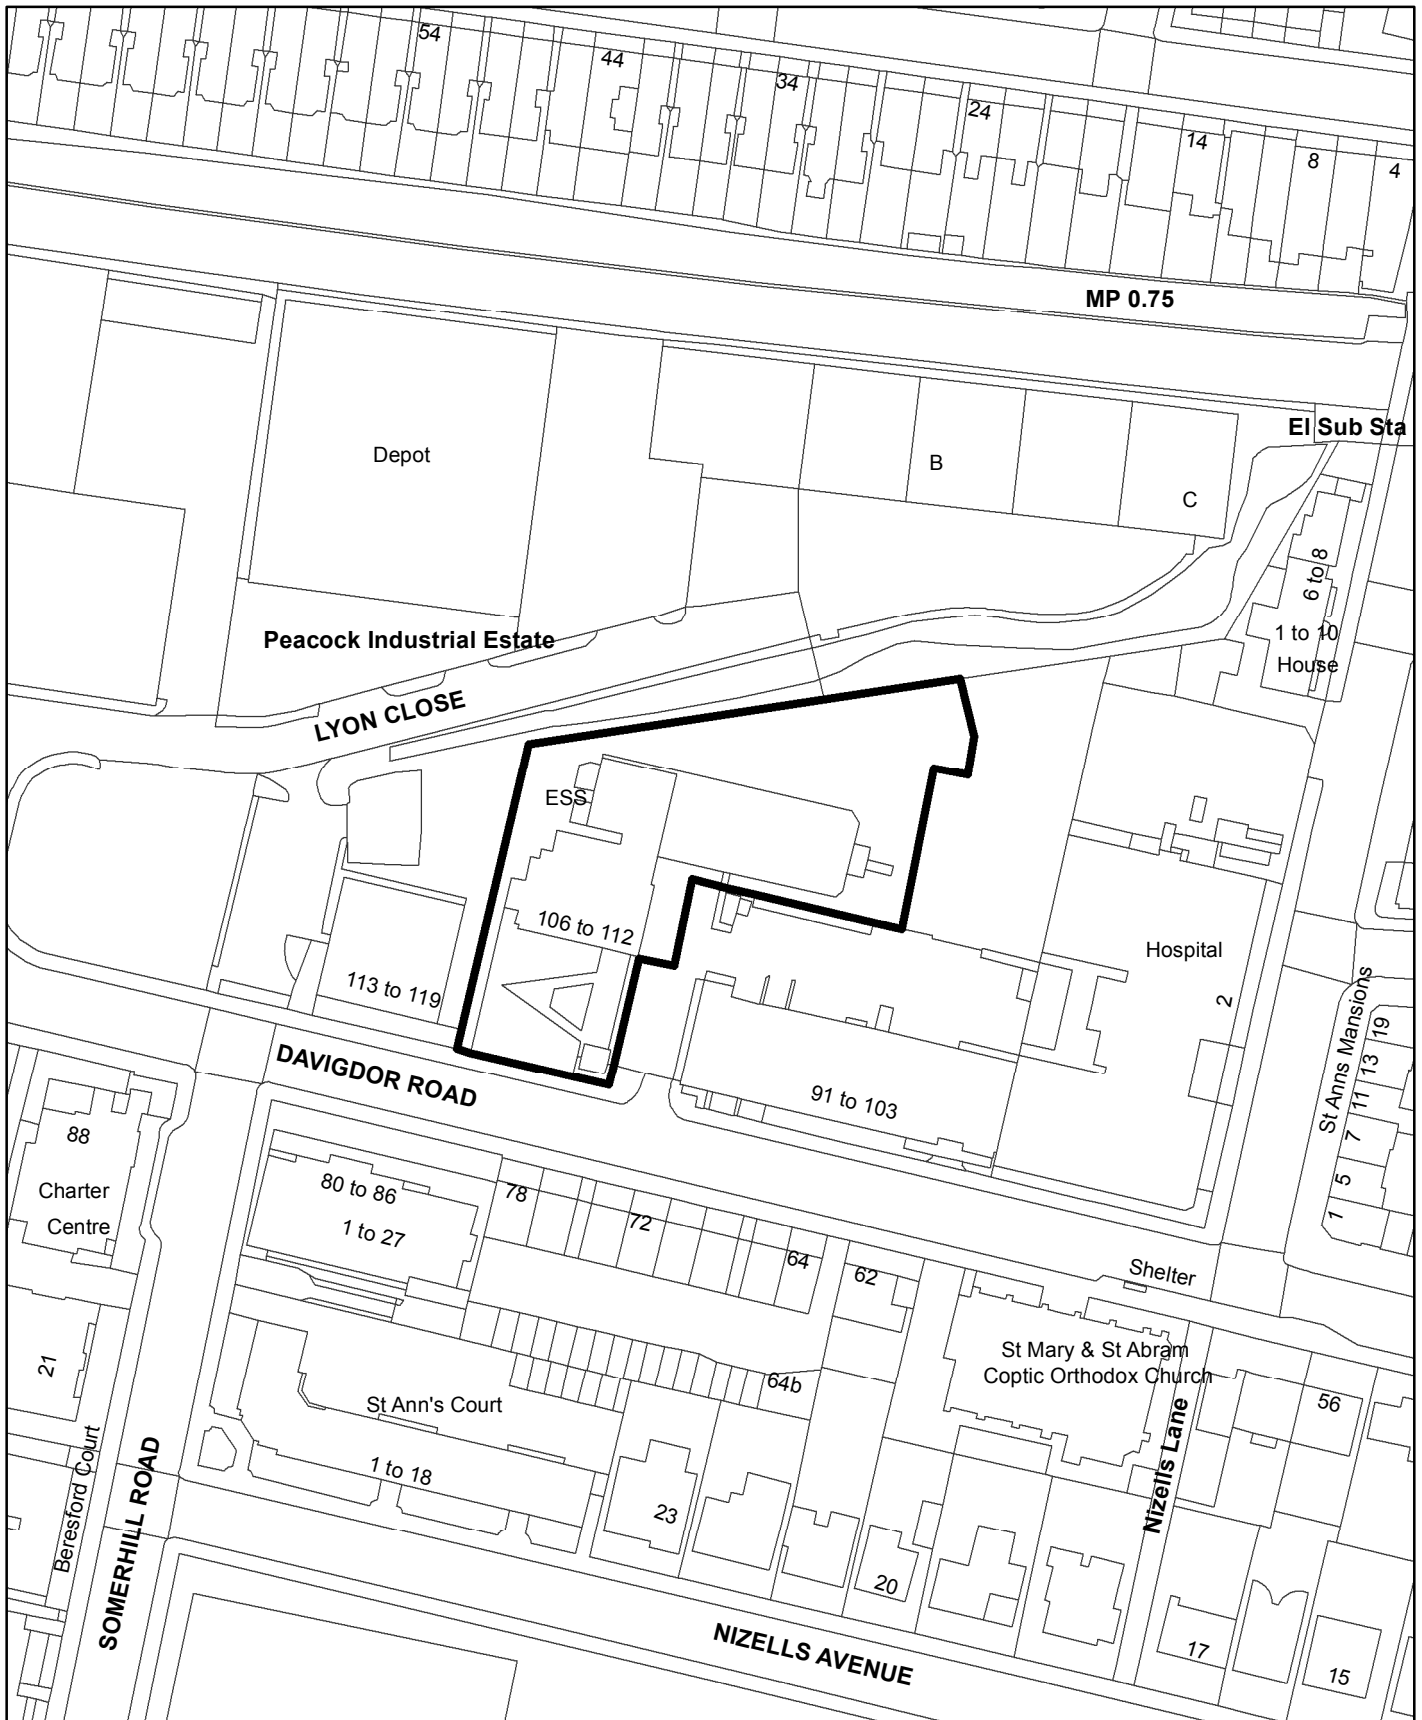 54
44
34
24
14
8
4
MP 0.75
El Sub Sta
Depot
B
C
6 to 8
1 to 10
House
Peacock Industrial Estate
LYON CLOSE
ESS
106 to 112
113 to 119
Hospital
2
St Anns Mansions
19
13
11
7
5
1
DAVIGDOR ROAD
91 to 103
88
Charter
Centre
80 to 86
1 to 27
78
72
64
62
Shelter
St Mary & St Abram
Coptic Orthodox Church
64b
56
21
St Ann's Court
1 to 18
Beresford Court
SOMERHILL ROAD
23
20
Nizells Lane
NIZELLS AVENUE
17
15